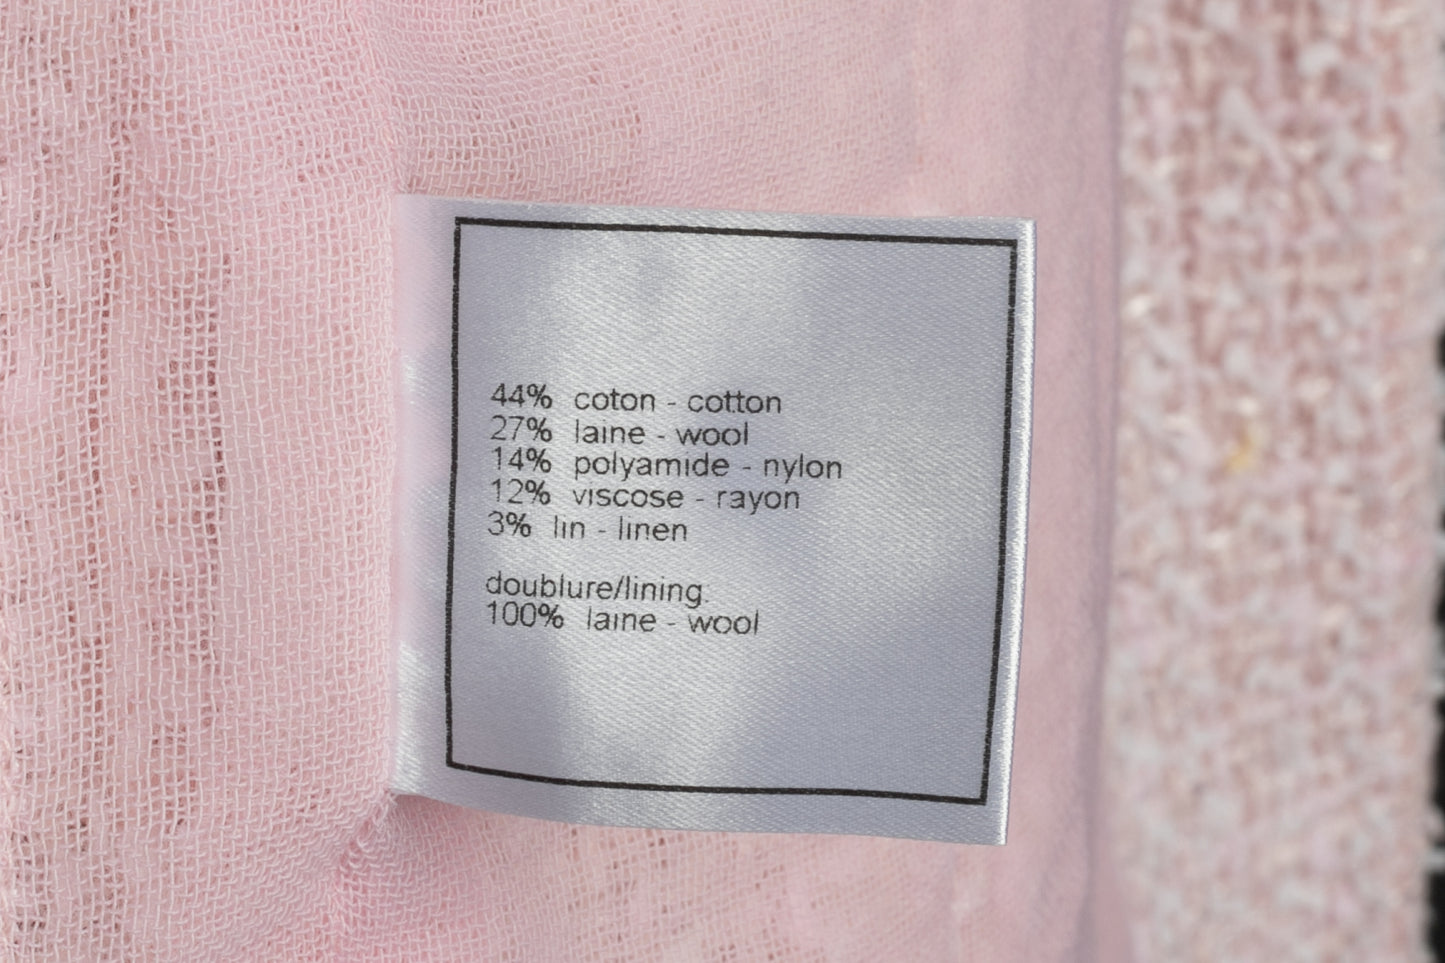 44% coton - cotton
27% laine - wool
14% polyamide - nylon
12% viscose - rayon
3% lin - linen
doublure/lining:
100% laine - wool